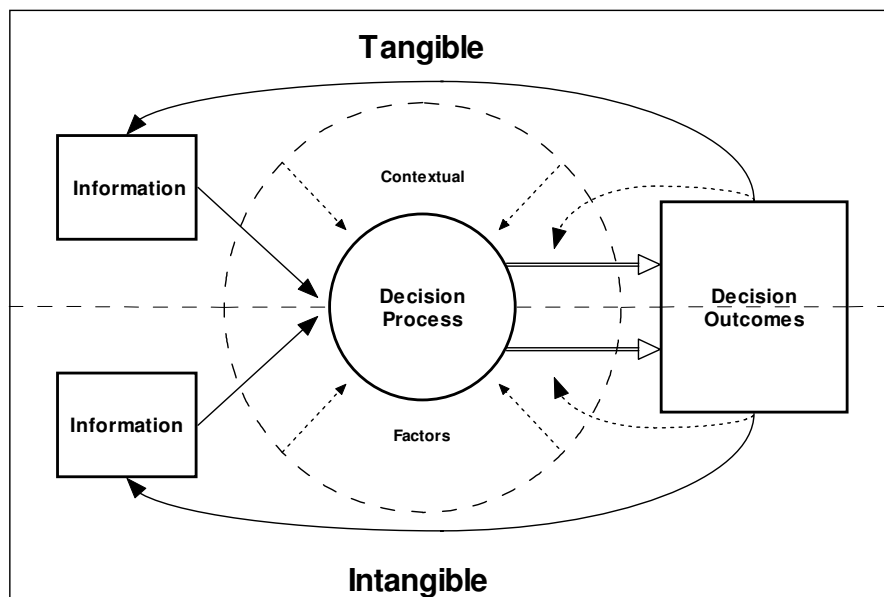 Tangible
Contextual
Information
Decision
Process
Decision
Outcomes
Information
Factors
Intangible